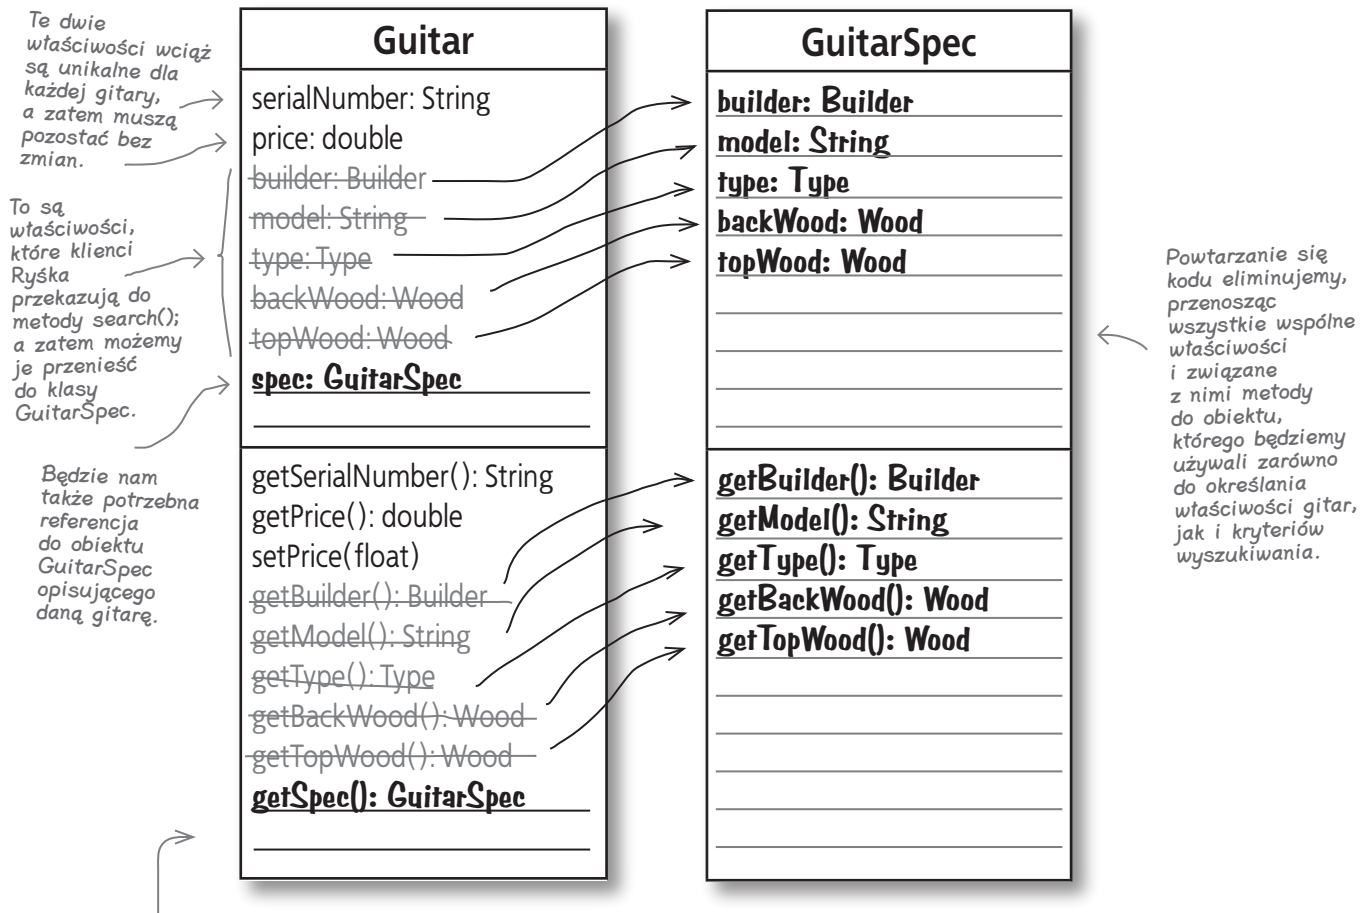 Te dwie
właściwości wciąż
są unikalne dla
każdej gitary,
a zatem muszą
pozostać bez
zmian.
To są
właściwości,
które klienci
Ryśka
przekazują do
metody search();
a zatem możemy
je przenieść
do klasy
GuitarSpec.
Będzie nam
także potrzebna
referencja
do obiektu
GuitarSpec
opisującego
daną gitarę.
Guitar
serialNumber: String
price: double
builder: Builder
model: String
type: Type
backWood: Wood
topWood: Wood
spec: GuitarSpec
getSerialNumber(): String
getPrice(): double
setPrice(float)
getBuilder(): Builder
getModel(): String
getType(): Type
getBackWood(): Wood
getTopWood(): Wood
getSpec(): GuitarSpec
GuitarSpec
builder: Builder
model: String
type: Type
backWood: Wood
topWood: Wood
getBuilder(): Builder
getModel(): String
getType(): Type
getBackWood(): Wood
getTopWood(): Wood
Powtarzanie się
kodu eliminujemy,
przenosząc
wszystkie wspólne
właściwości
i związane
z nimi metody
do obiektu,
którego będziemy
używali zarówno
do określania
właściwości gitar,
jak i kryteriów
wyszukiwania.